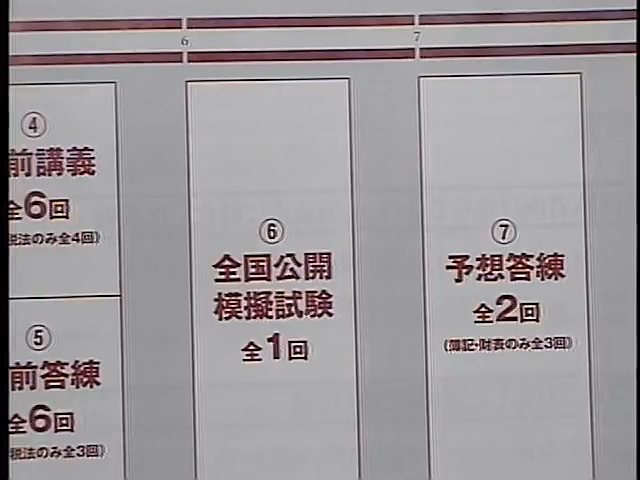 6
7
④
前講義
全6回
税法のみ全4回）
⑤
前答練
全6回
税法のみ全3回）
⑥
全国公開
模擬試験
全1回
⑦
予想答練
全2回
（簿記・財表のみ全3回）